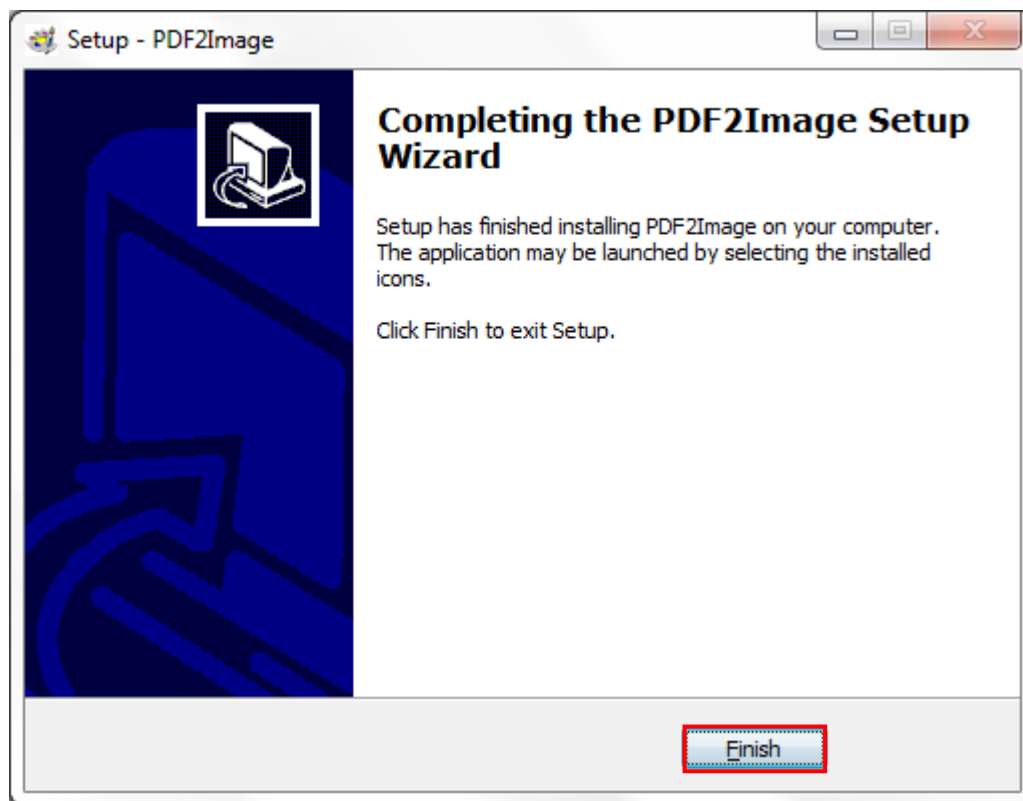 Setup - PDF2Image
Completing the PDF2Image Setup
Wizard
Setup has finished installing PDF2Image on your computer.
The application may be launched by selecting the installed
icons.
Click Finish to exit Setup.
Finish